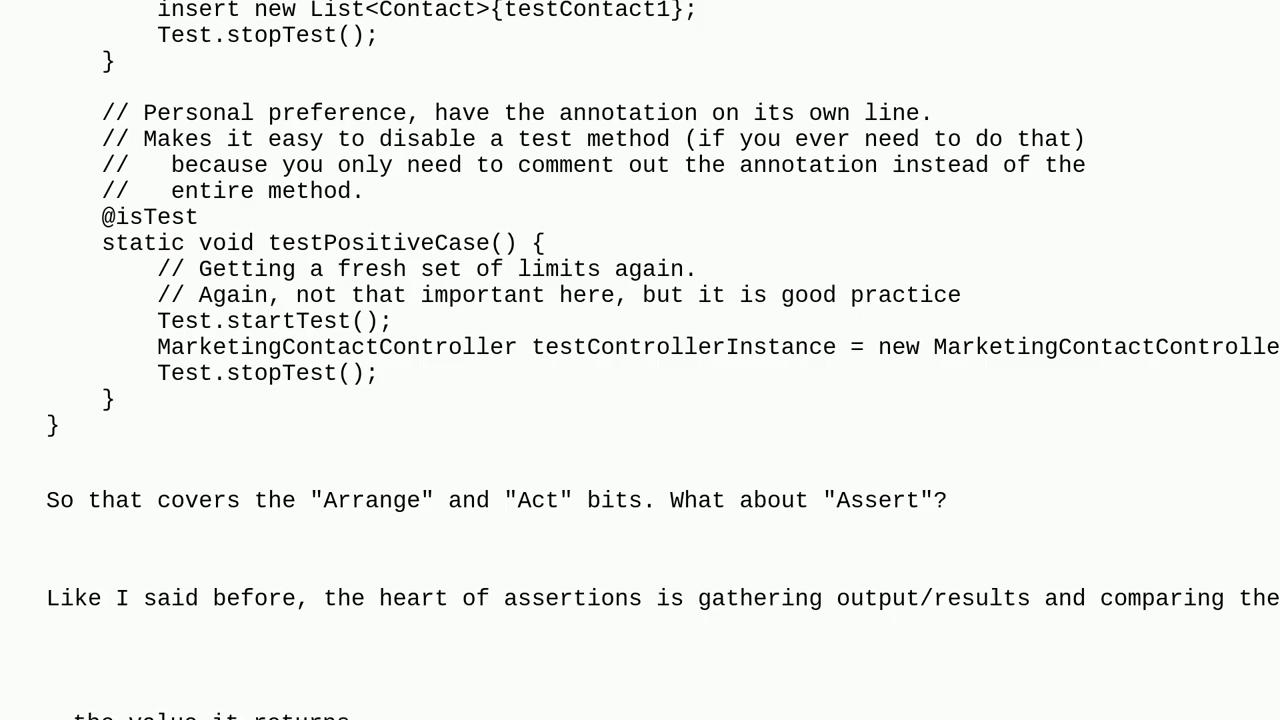 insert new List<Contact>{testContact1};
        Test.stopTest();
    }

    // Personal preference, have the annotation on its own line.
    // Makes it easy to disable a test method (if you ever need to do that)
    //   because you only need to comment out the annotation instead of the
    //   entire method.
    @isTest
    static void testPositiveCase() {
        // Getting a fresh set of limits again.
        // Again, not that important here, but it is good practice
        Test.startTest();
        MarketingContactController testControllerInstance = new MarketingContactControlle
        Test.stopTest();
    }
}

So that covers the "Arrange" and "Act" bits. What about "Assert"?

Like I said before, the heart of assertions is gathering output/results and comparing the

the value it returns